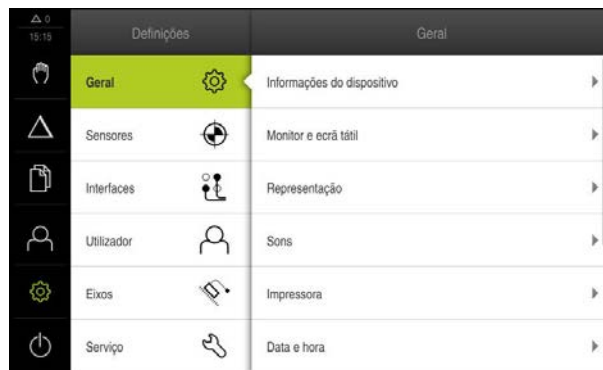 0
15:15
Definições
Geral
Geral
Sensores
Interfaces
Utilizador
Eixos
Serviço
Informações do dispositivo
Monitor e ecrã tátil
Representação
Sons
Impressora
Data e hora